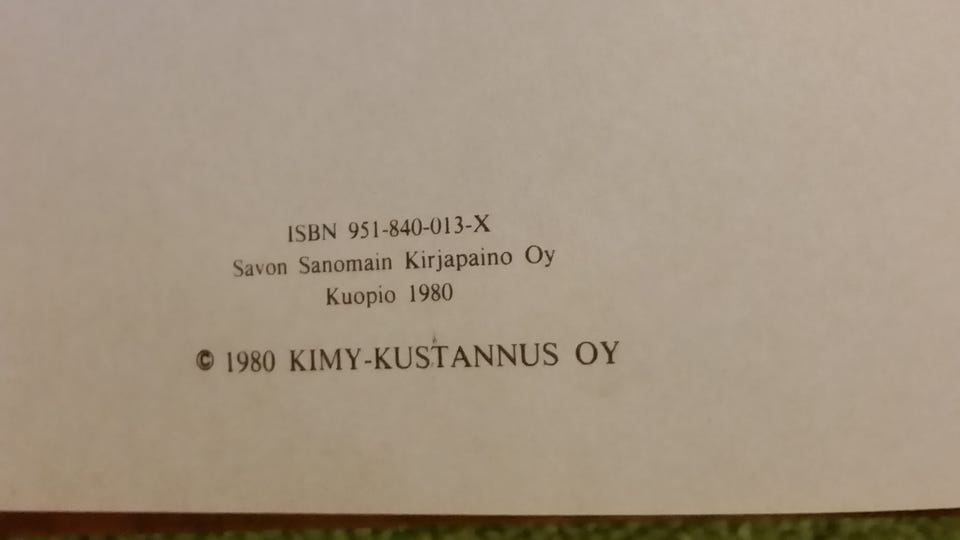 ISBN 951-840-013-X
Savon Sanomain Kirjapaino Oy
Kuopio 1980
© 1980 KIMY-KUSTANNUS OY